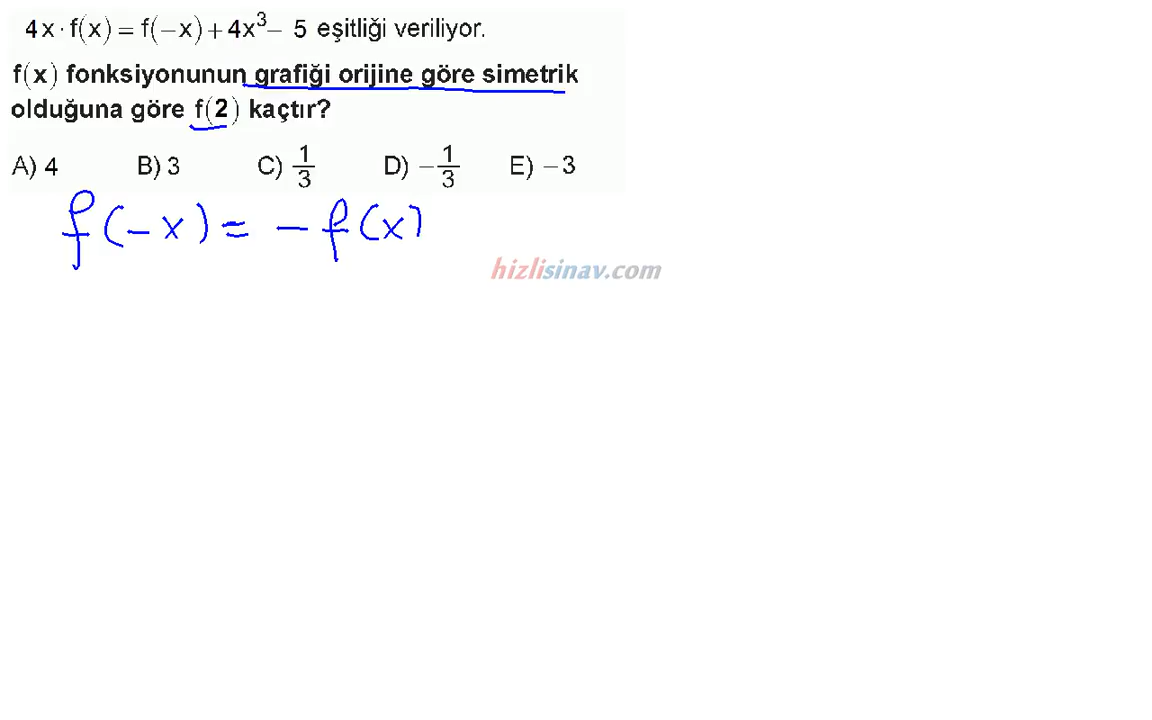 4x·f(x) = f(−x) + 4x³ − 5 eşitliği veriliyor.
f(x) fonksiyonunun grafiği orijine göre simetrik
olduğuna göre f(2) kaçtır?
A) 4 B) 3 C) 1/3 D) −1/3 E) −3
f(−x) = −f(x)
hizlisinav.com